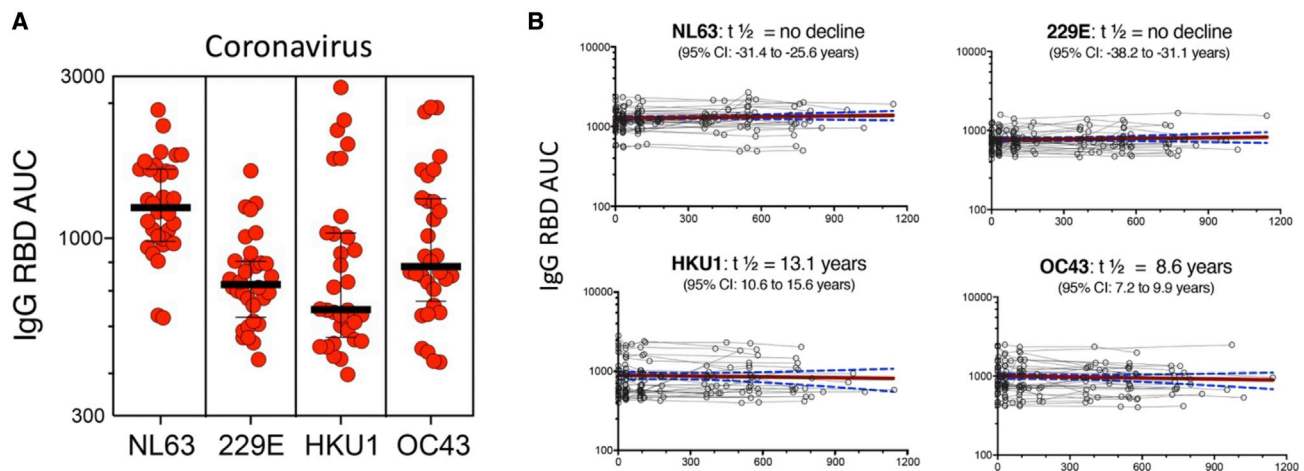 A
Coronavirus
IgG RBD AUC
3000
1000
300
NL63 229E HKU1 OC43
B
IgG RBD AUC
NL63: t ½ = no decline
(95% CI: -31.4 to -25.6 years)
10000
1000
100
0 300 600 900 1200
229E: t ½ = no decline
(95% CI: -38.2 to -31.1 years)
10000
1000
100
0 300 600 900 1200
HKU1: t ½ = 13.1 years
(95% CI: 10.6 to 15.6 years)
10000
1000
100
0 300 600 900 1200
OC43: t ½ = 8.6 years
(95% CI: 7.2 to 9.9 years)
10000
1000
100
0 300 600 900 1200